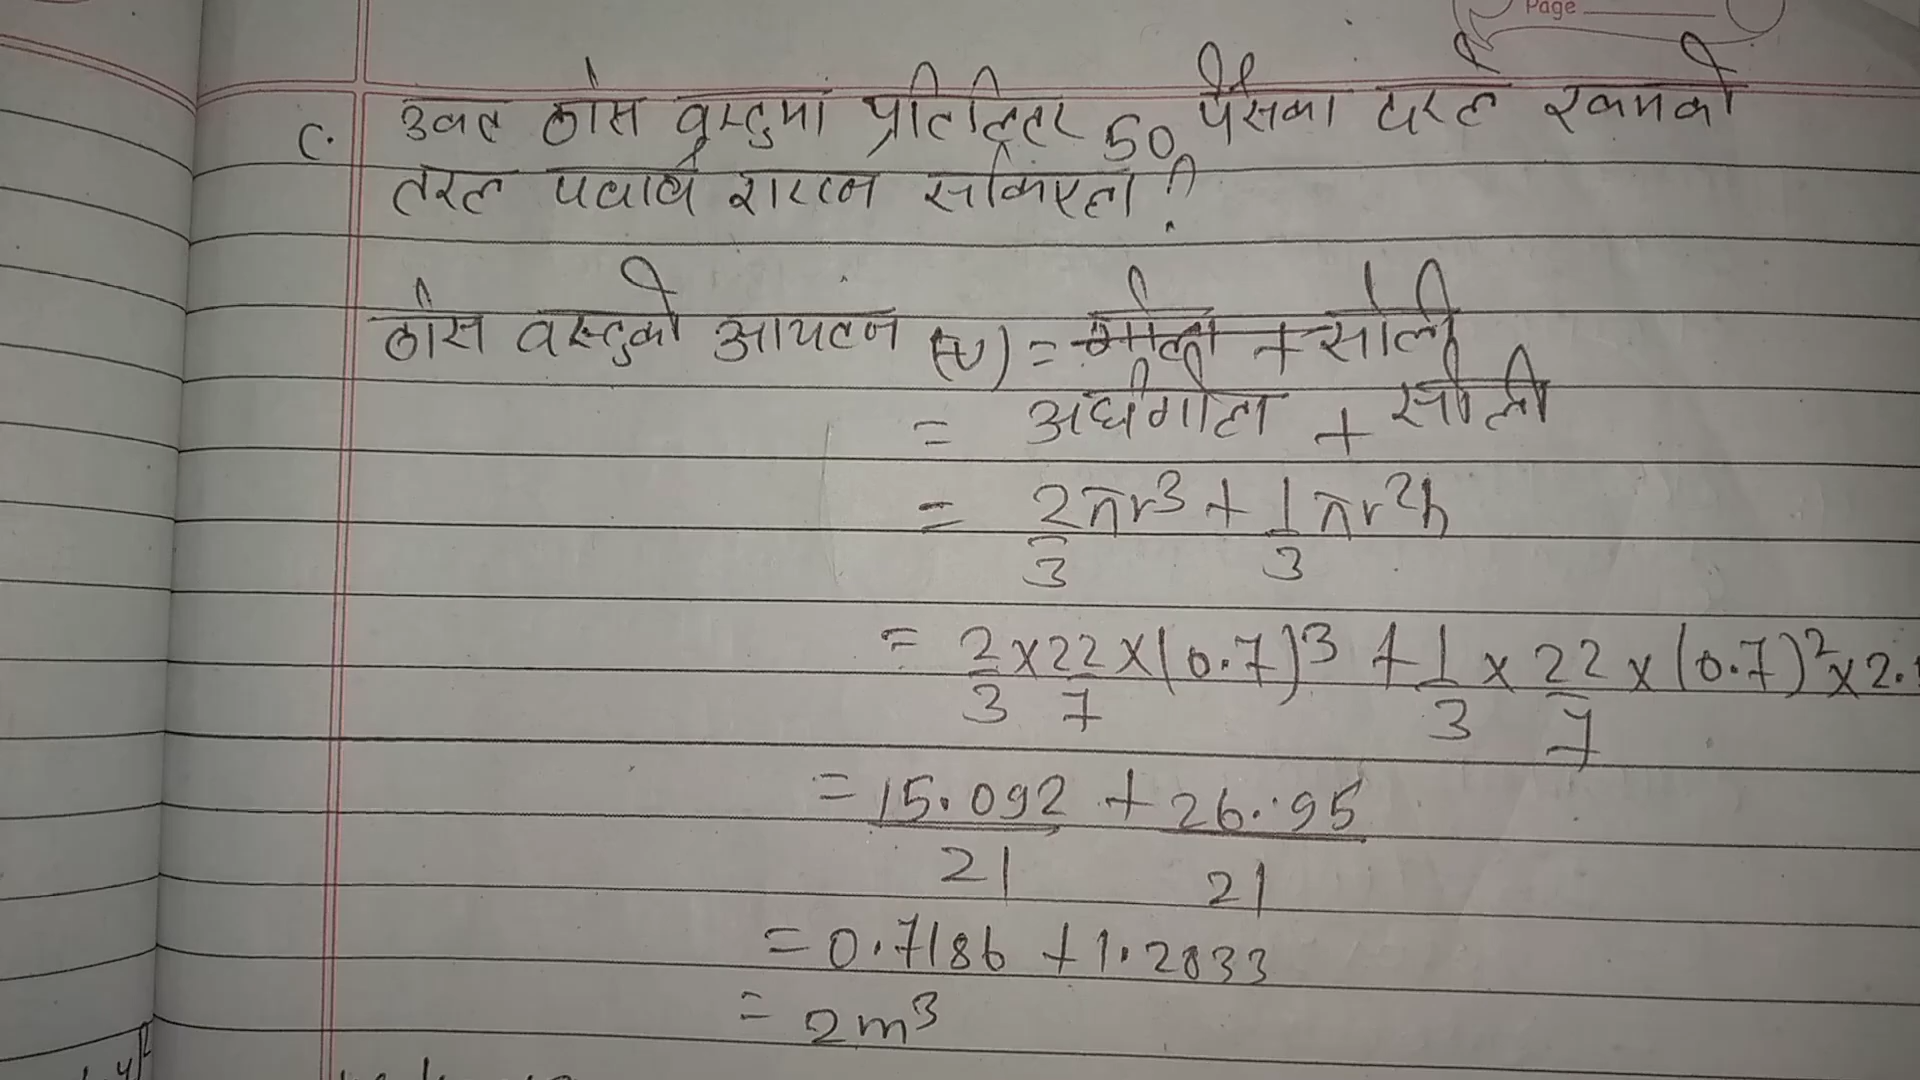 Page
c. उक्त ठोस वस्तुमा प्रतिलिटर 50 पैसेका दरले रकमको
तरल पदार्थ राख्न सकिएला ?
ठोस वस्तुको आयटन (v) = गोला + सोली
= अर्धगोला + सोली
= 2/3 πr³ + 1/3 πr²h
= 2/3 × 22/7 × (0.7)³ + 1/3 × 22/7 × (0.7)² × 2.
= 15.092/21 + 26.95/21
= 0.7186 + 1.2833
= 2m³